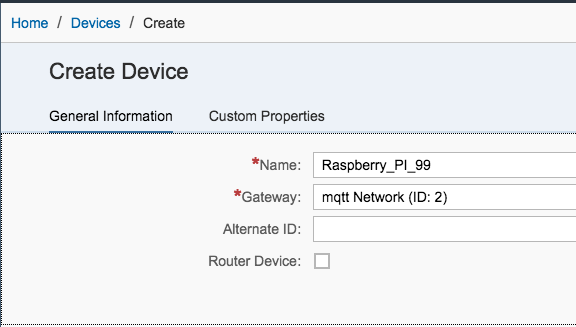 Home / Devices / Create
Create Device
General Information Custom Properties
*Name: Raspberry_PI_99
*Gateway: mqtt Network (ID: 2)
Alternate ID:
Router Device: